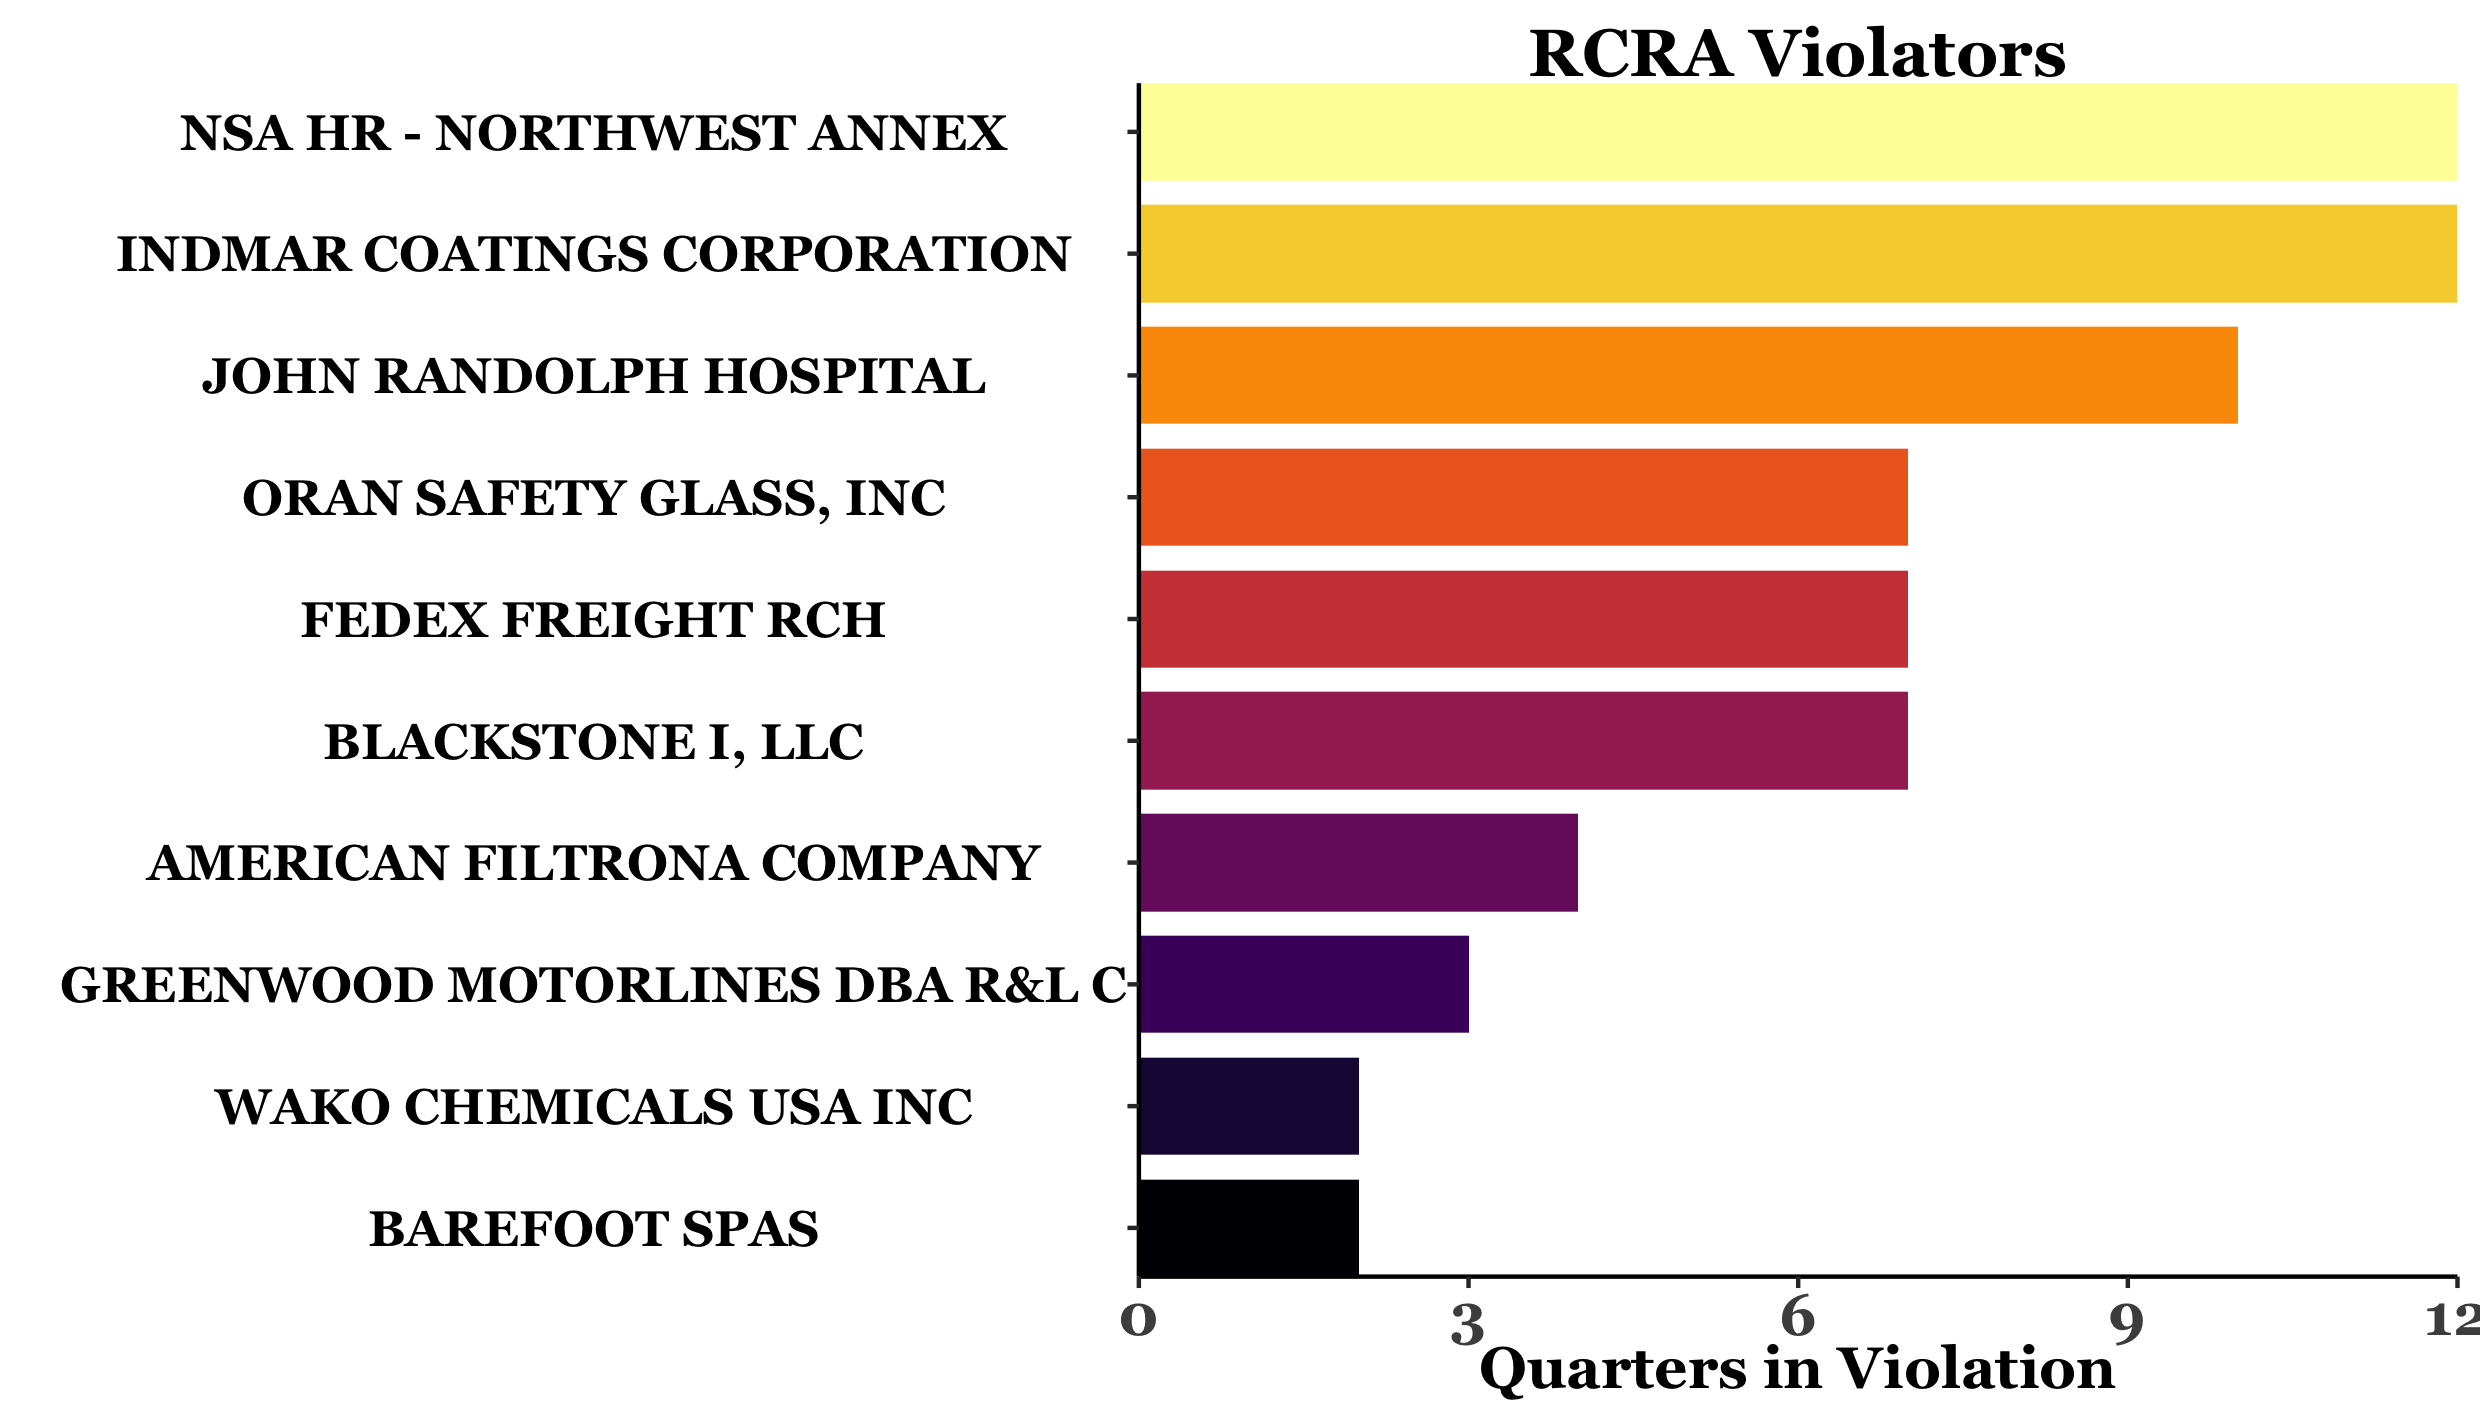 RCRA Violators
NSA HR - NORTHWEST ANNEX
INDMAR COATINGS CORPORATION
JOHN RANDOLPH HOSPITAL
ORAN SAFETY GLASS, INC
FEDEX FREIGHT RCH
BLACKSTONE I, LLC
AMERICAN FILTRONA COMPANY
GREENWOOD MOTORLINES DBA R&L C
WAKO CHEMICALS USA INC
BAREFOOT SPAS
0 3 6 9 12
Quarters in Violation